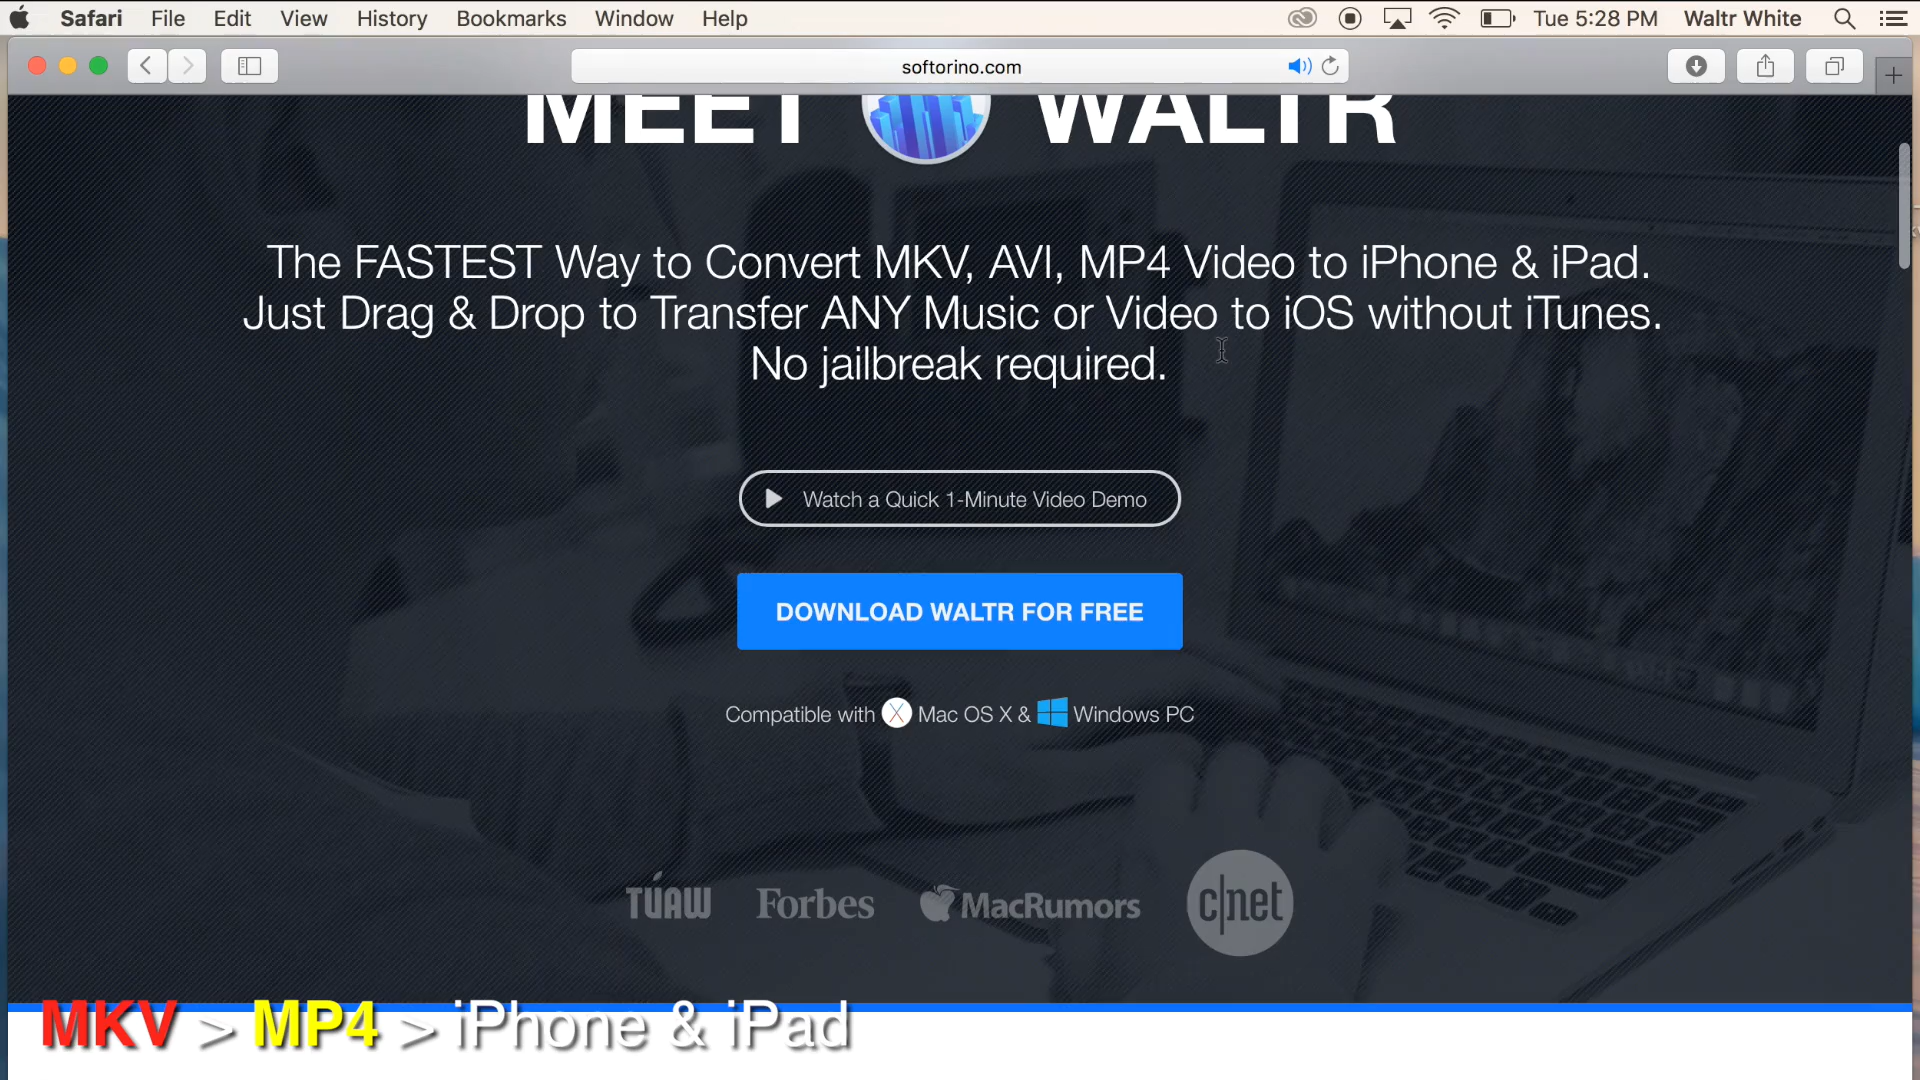 Safari File Edit View History Bookmarks Window Help Tue 5:28 PM Waltr White
softorino.com
MEET WALTR
The FASTEST Way to Convert MKV, AVI, MP4 Video to iPhone & iPad.
Just Drag & Drop to Transfer ANY Music or Video to iOS without iTunes.
No jailbreak required.
Watch a Quick 1-Minute Video Demo
DOWNLOAD WALTR FOR FREE
Compatible with Mac OS X & Windows PC
TUAW Forbes MacRumors c|net
MKV > MP4 > iPhone & iPad